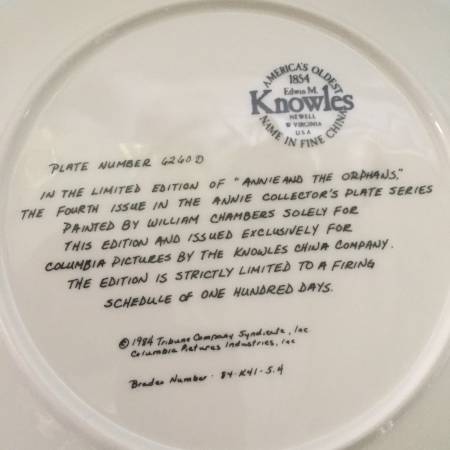 AMERICA'S OLDEST
1854
Edwin M.
Knowles
NEWELL
W VIRGINIA
USA
NAME IN FINE CHINA
PLATE NUMBER 6260D
IN THE LIMITED EDITION OF "ANNIE AND THE ORPHANS,"
THE FOURTH ISSUE IN THE ANNIE COLLECTOR'S PLATE SERIES
PAINTED BY WILLIAM CHAMBERS SOLELY FOR
THIS EDITION AND ISSUED EXCLUSIVELY FOR
COLUMBIA PICTURES BY THE KNOWLES CHINA COMPANY.
THE EDITION IS STRICTLY LIMITED TO A FIRING
SCHEDULE OF ONE HUNDRED DAYS.
© 1984 Tribune Company Syndicate, Inc
Columbia Pictures Industries, inc
Bradex Number · 84-K41-5.4